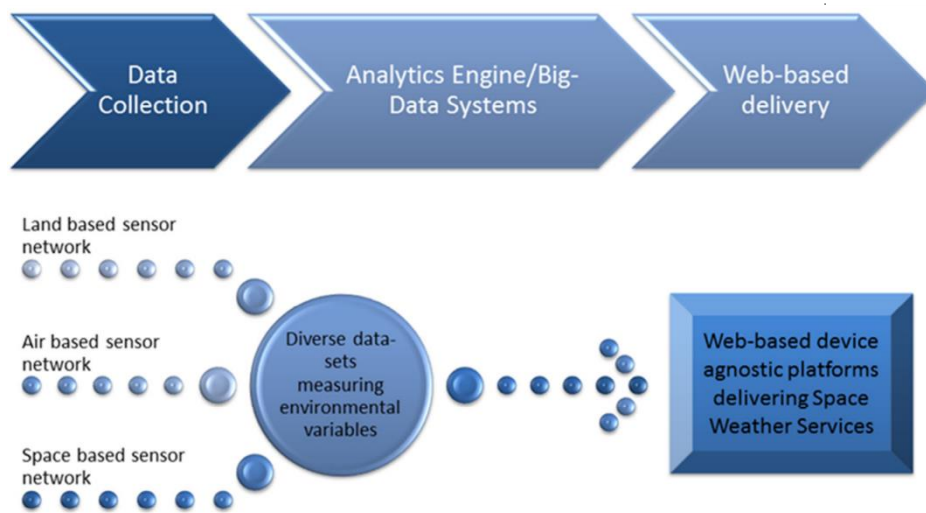 Data
Collection
Analytics Engine/Big-
Data Systems
Web-based
delivery
Land based sensor
network
Air based sensor
network
Space based sensor
network
Diverse data-
sets
measuring
environmental
variables
Web-based device
agnostic platforms
delivering Space
Weather Services